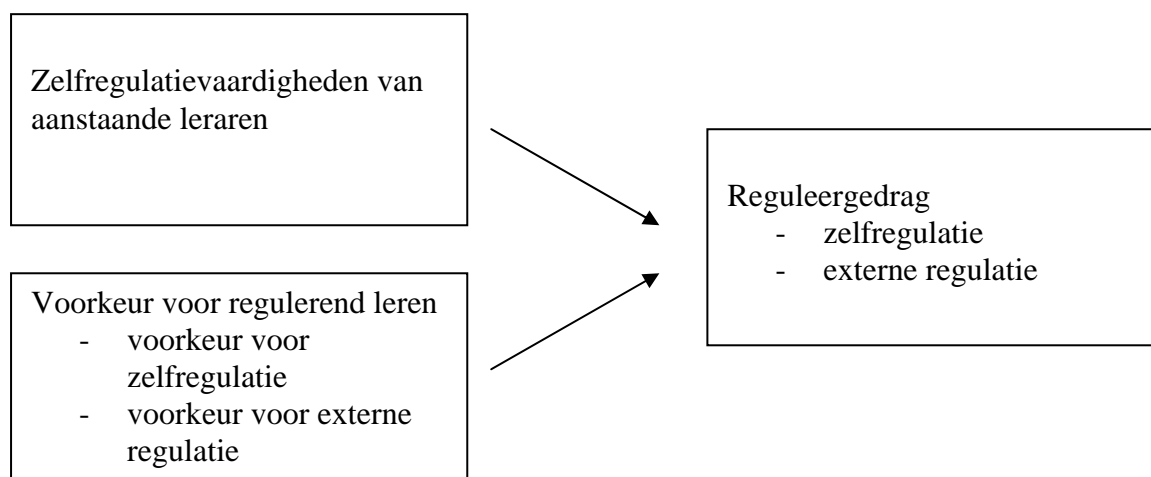 Zelfregulatievaardigheden van
aanstaande leraren
Voorkeur voor regulerend leren
- voorkeur voor
zelfregulatie
- voorkeur voor externe
regulatie
Reguleergedrag
- zelfregulatie
- externe regulatie